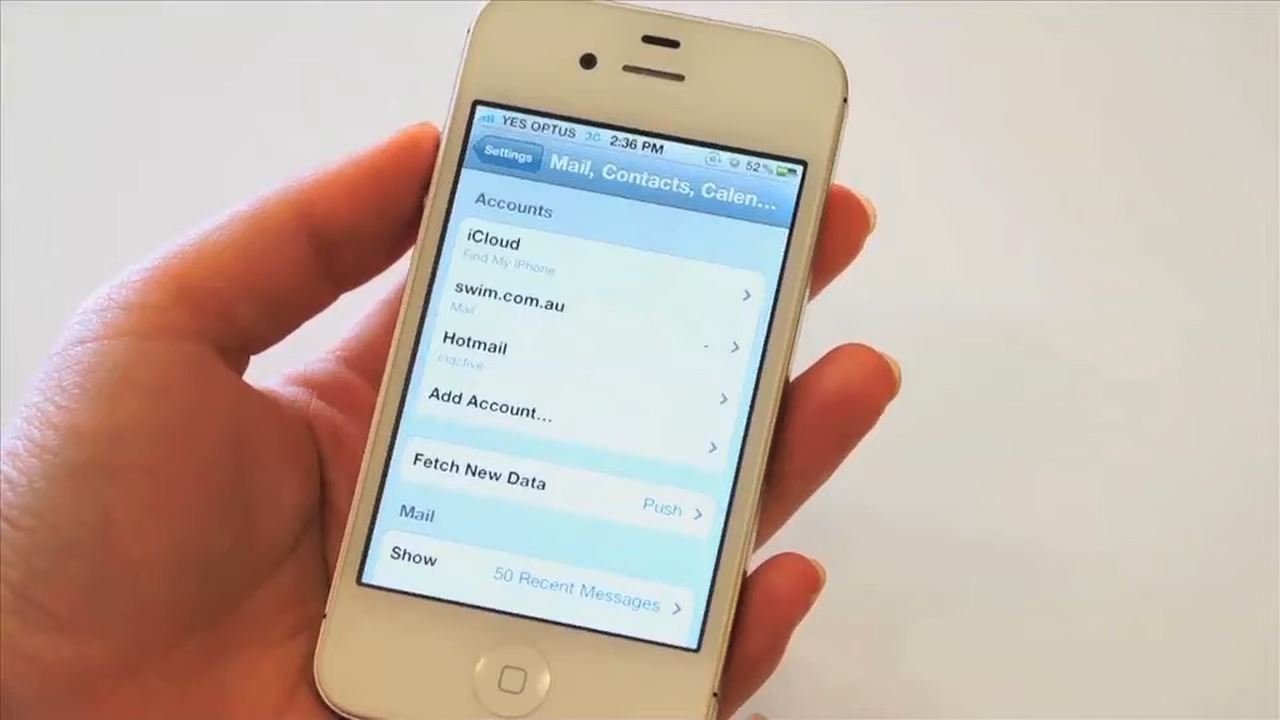 YES OPTUS 3G 2:36 PM 52%
Settings Mail, Contacts, Calen...
Accounts
iCloud
Find My iPhone
swim.com.au
Mail
Hotmail
Inactive
Add Account...
Fetch New Data Push
Mail
Show 50 Recent Messages